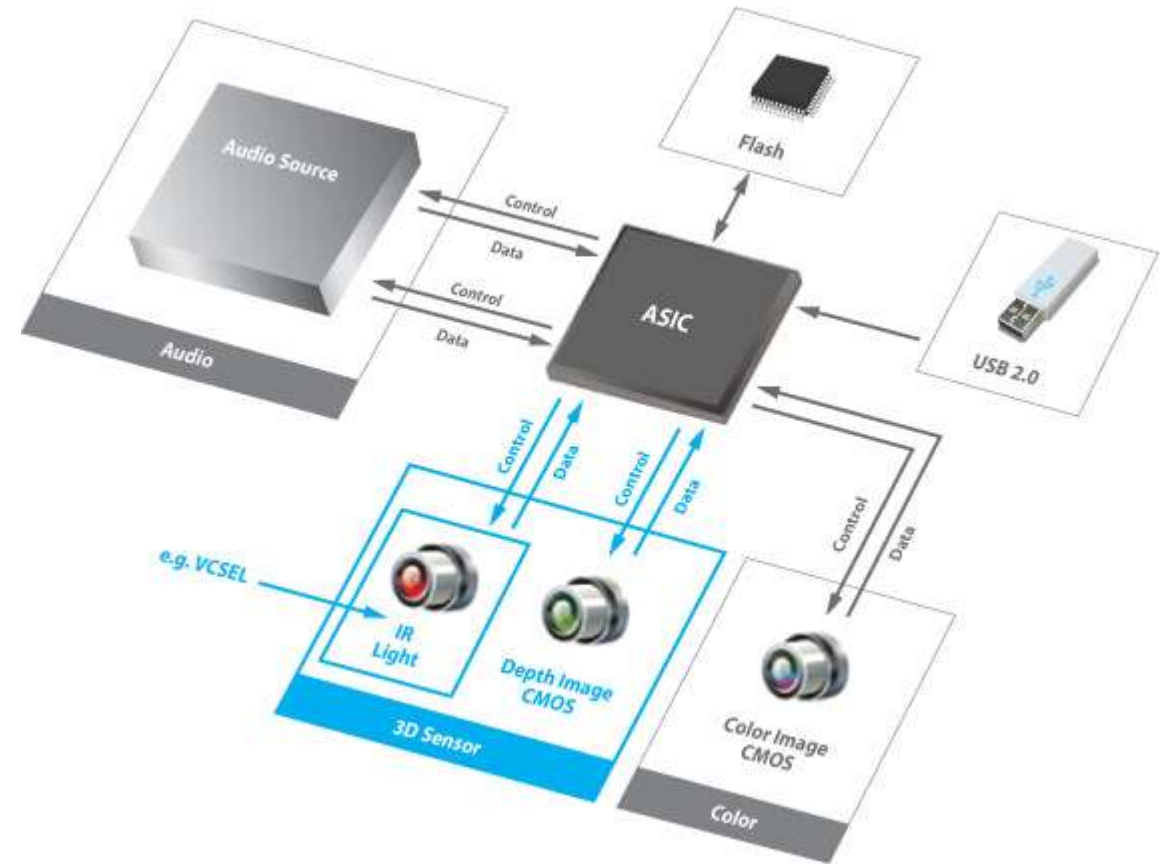 Flash
Audio Source
Control
Data
Control
Data
ASIC
USB 2.0
Audio
Control
Data
Control
Data
Control
Data
e.g. VCSEL
IR
Light
Depth Image
CMOS
3D Sensor
Color Image
CMOS
Color